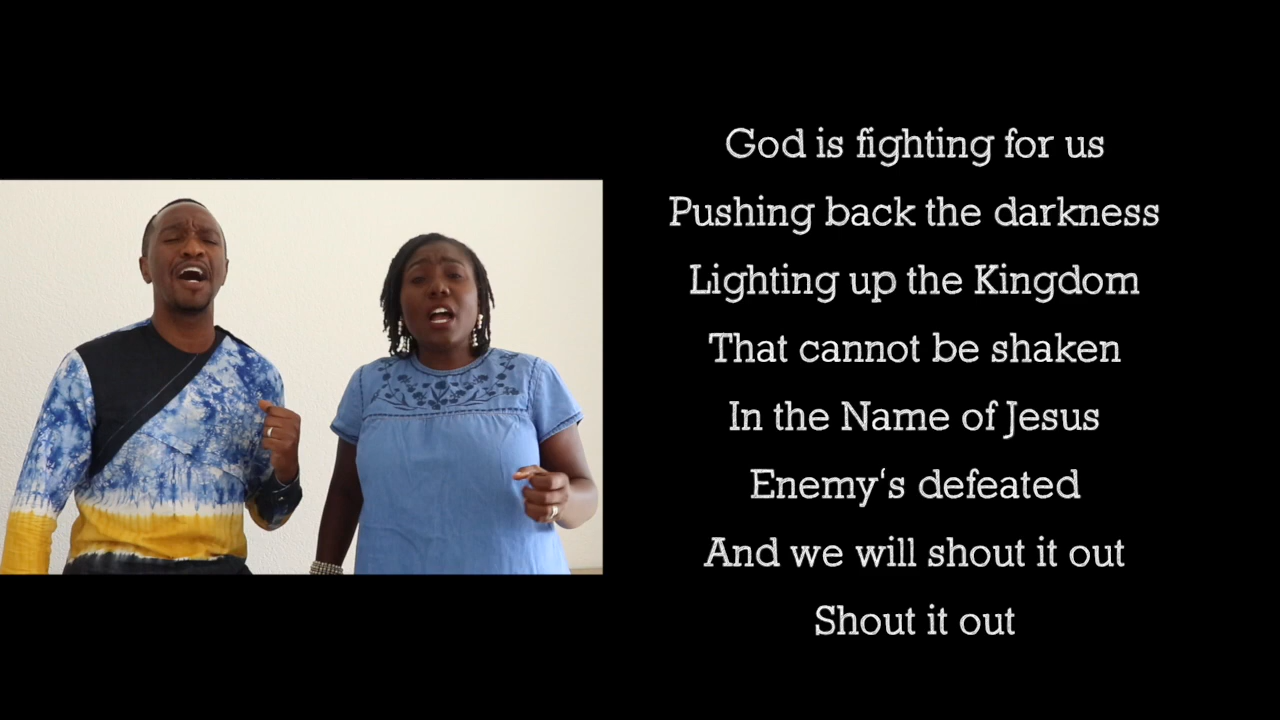 God is fighting for us
Pushing back the darkness
Lighting up the Kingdom
That cannot be shaken
In the Name of Jesus
Enemy‘s defeated
And we will shout it out
Shout it out